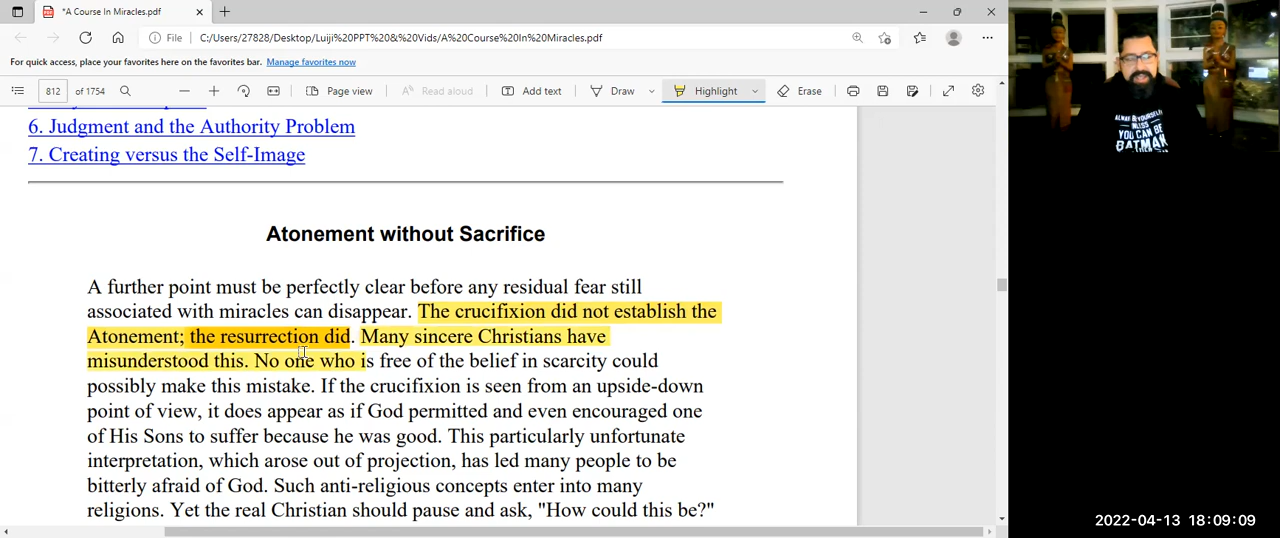 *A Course In Miracles.pdf
File C:/Users/27828/Desktop/Luiji%20PPT%20&%20Vids/A%20Course%20In%20Miracles.pdf
For quick access, place your favorites here on the favorites bar. Manage favorites now
812 of 1754 Page view Read aloud Add text Draw Highlight Erase
6. Judgment and the Authority Problem
7. Creating versus the Self-Image
Atonement without Sacrifice
A further point must be perfectly clear before any residual fear still
associated with miracles can disappear. The crucifixion did not establish the
Atonement; the resurrection did. Many sincere Christians have
misunderstood this. No one who is free of the belief in scarcity could
possibly make this mistake. If the crucifixion is seen from an upside-down
point of view, it does appear as if God permitted and even encouraged one
of His Sons to suffer because he was good. This particularly unfortunate
interpretation, which arose out of projection, has led many people to be
bitterly afraid of God. Such anti-religious concepts enter into many
religions. Yet the real Christian should pause and ask, "How could this be?"
ALWAYS BE YOURSELF
UNLESS
YOU CAN BE
BATMAN
2022-04-13 18:09:09